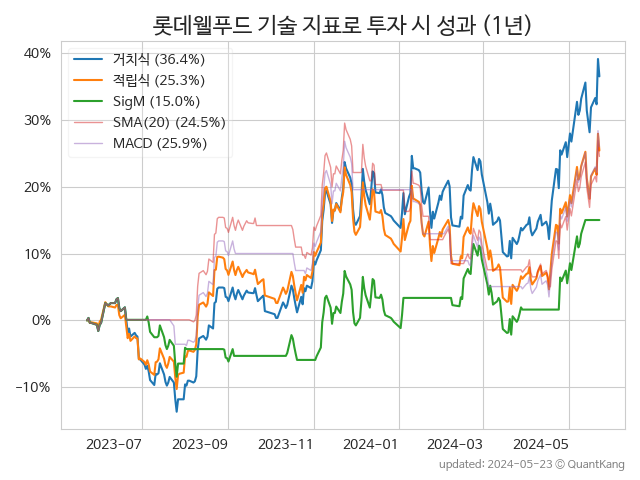 롯데웰푸드 기술 지표로 투자 시 성과 (1년)
40%
30%
20%
10%
0%
−10%
거치식 (36.4%)
적립식 (25.3%)
SigM (15.0%)
SMA(20) (24.5%)
MACD (25.9%)
2023-07
2023-09
2023-11
2024-01
2024-03
2024-05
updated: 2024-05-23 © QuantKang